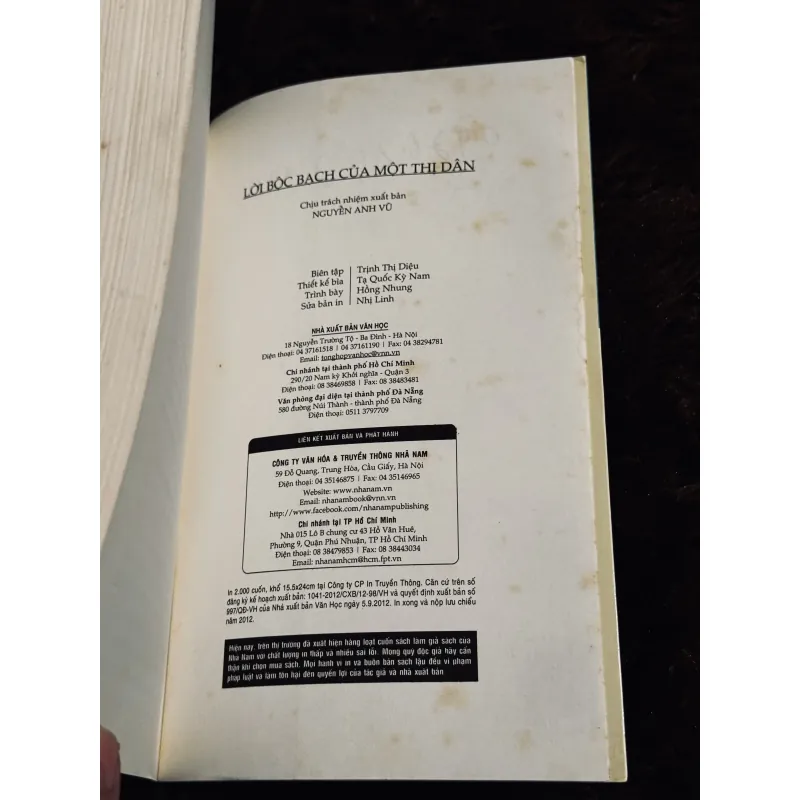 LỜI BỘC BẠCH CỦA MỘT THỊ DÂN
Chịu trách nhiệm xuất bản
NGUYỄN ANH VŨ
Biên tập | Trịnh Thị Diệu
Thiết kế bìa | Tạ Quốc Kỳ Nam
Trình bày | Hồng Nhung
Sửa bản in | Nhị Linh
NHÀ XUẤT BẢN VĂN HỌC
18 Nguyễn Trường Tộ - Ba Đình - Hà Nội
Điện thoại: 04 37161518 | 04 37161190 | Fax: 04 38294781
Email: tonghopvanhoc@vnn.vn
Chi nhánh tại thành phố Hồ Chí Minh
290/20 Nam kỳ Khởi nghĩa - Quận 3
Điện thoại: 08 38469858 | Fax: 08 38483481
Văn phòng đại diện tại thành phố Đà Nẵng
580 đường Núi Thành - thành phố Đà Nẵng
Điện thoại: 0511 3797709
LIÊN KẾT XUẤT BẢN VÀ PHÁT HÀNH
CÔNG TY VĂN HÓA & TRUYỀN THÔNG NHÃ NAM
59 Đỗ Quang, Trung Hòa, Cầu Giấy, Hà Nội
Điện thoại: 04 35146875 | Fax: 04 35146965
Website: www.nhanam.vn
Email: nhanambook@vnn.vn
http://www.facebook.com/nhanampublishing
Chi nhánh tại TP Hồ Chí Minh
Nhà 015 Lô B chung cư 43 Hồ Văn Huê,
Phường 9, Quận Phú Nhuận, TP Hồ Chí Minh
Điện thoại: 08 38479853 | Fax: 08 38443034
Email: nhanamhcm@hcm.fpt.vn
In 2.000 cuốn, khổ 15.5x24cm tại Công ty CP In Truyền Thông. Căn cứ trên số
đăng ký kế hoạch xuất bản: 1041-2012/CXB/12-98/VH và quyết định xuất bản số
997/QĐ-VH của Nhà xuất bản Văn Học ngày 5.9.2012. In xong và nộp lưu chiểu
năm 2012.
Hiện nay, trên thị trường đã xuất hiện hàng loạt cuốn sách làm giả sách của
Nhã Nam với chất lượng in thấp và nhiều sai lỗi. Mong quý độc giả hãy cẩn
thận khi chọn mua sách. Mọi hành vi in và buôn bán sách lậu đều vi phạm
pháp luật và làm tổn hại đến quyền lợi của tác giả và nhà xuất bản